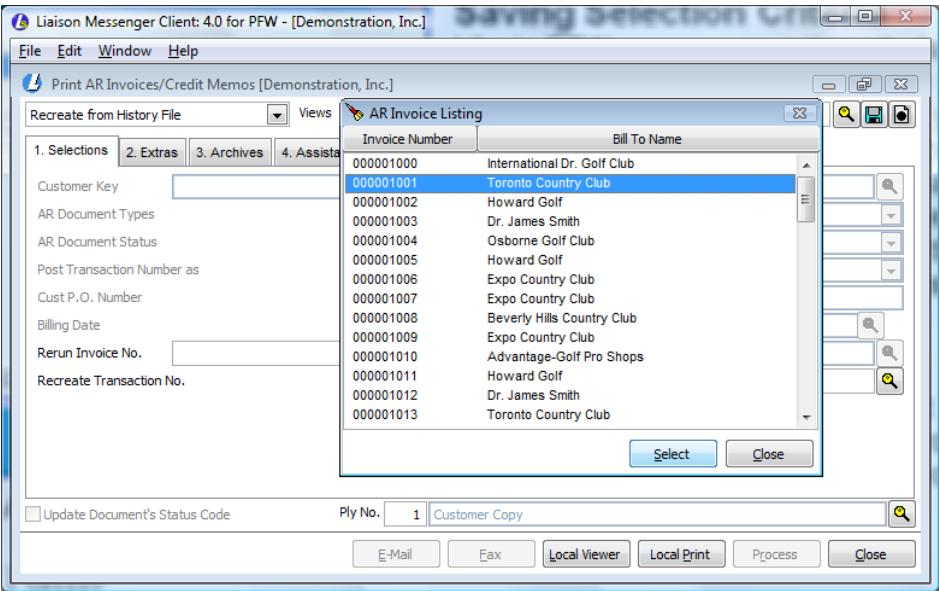 Saving Selection Crit
Liaison Messenger Client: 4.0 for PFW - [Demonstration, Inc.]
File Edit Window Help
Print AR Invoices/Credit Memos [Demonstration, Inc.]
Recreate from History File Views
1. Selections 2. Extras 3. Archives 4. Assista
Customer Key
AR Document Types
AR Document Status
Post Transaction Number as
Cust P.O. Number
Billing Date
Rerun Invoice No.
Recreate Transaction No.
AR Invoice Listing
Invoice Number Bill To Name
000001000 International Dr. Golf Club
000001001 Toronto Country Club
000001002 Howard Golf
000001003 Dr. James Smith
000001004 Osborne Golf Club
000001005 Howard Golf
000001006 Expo Country Club
000001007 Expo Country Club
000001008 Beverly Hills Country Club
000001009 Expo Country Club
000001010 Advantage-Golf Pro Shops
000001011 Howard Golf
000001012 Dr. James Smith
000001013 Toronto Country Club
Select Close
Update Document's Status Code Ply No. 1 Customer Copy
E-Mail Fax Local Viewer Local Print Process Close